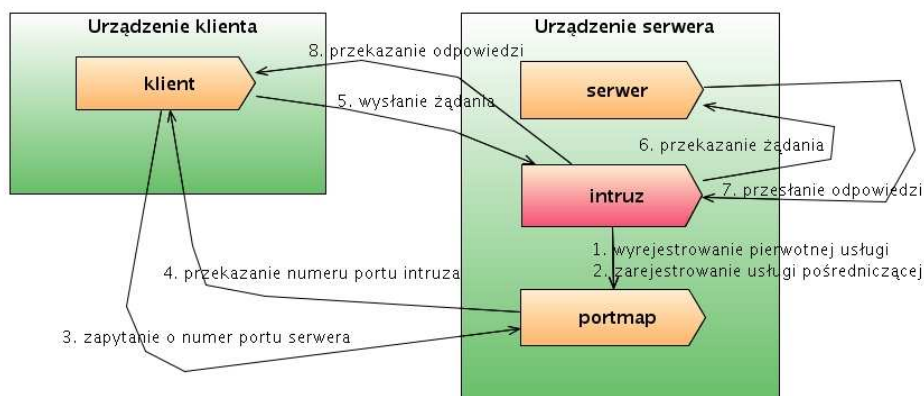 Urządzenie klienta
Urządzenie serwera
8. przekazanie odpowiedzi
klient
serwer
5. wysłanie żądania
6. przekazanie żądania
intruz
7. przesłanie odpowiedzi
1. wyrejestrowanie pierwotnej usługi
2. zarejestrowanie usługi pośredniczącej
4. przekazanie numeru portu intruza
portmap
3. zapytanie o numer portu serwera